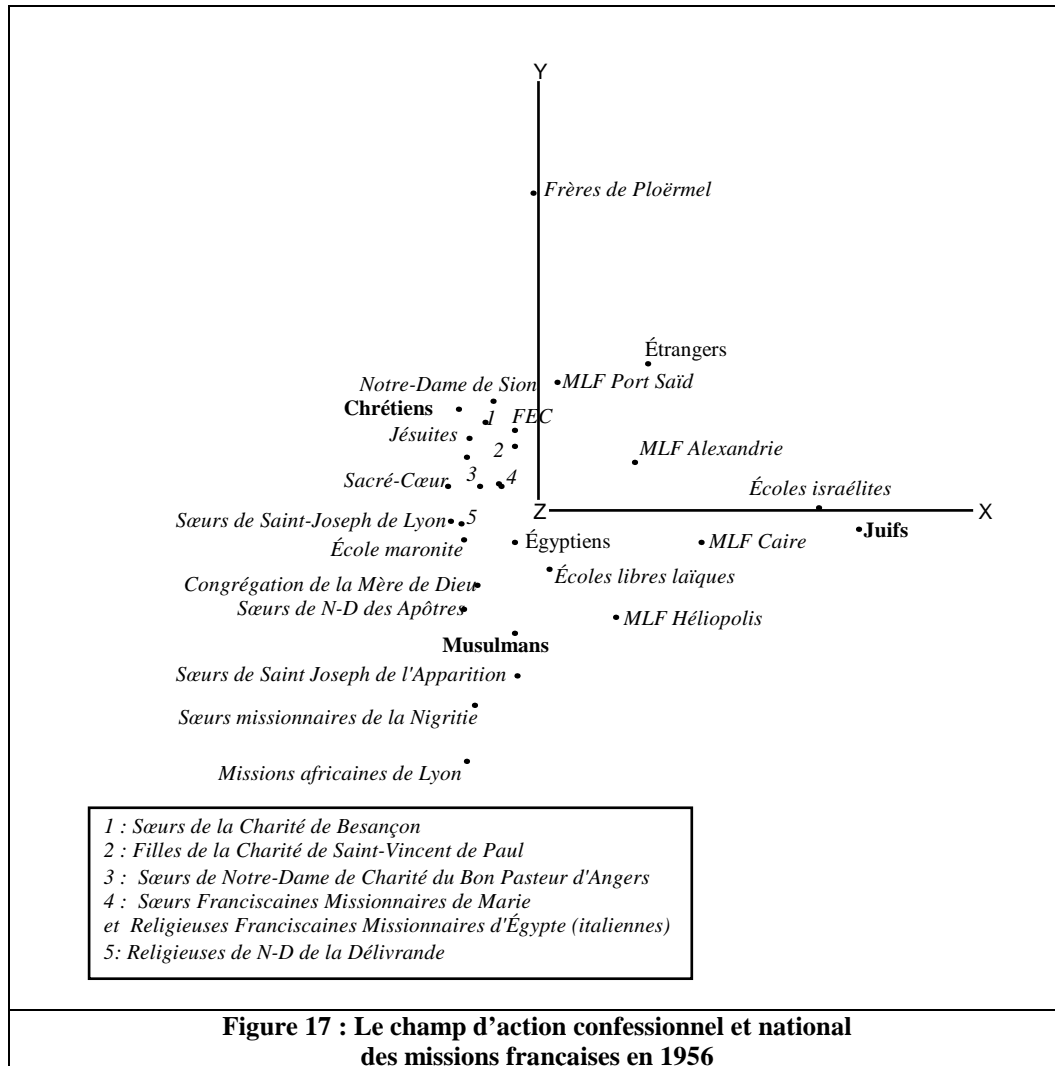 Y
Frères de Ploërmel
Étrangers
MLF Port Saïd
Notre-Dame de Sion
Chrétiens
1
FEC
Jésuites
2
MLF Alexandrie
Sacré-Cœur
3
4
Écoles israélites
Z
X
Sœurs de Saint-Joseph de Lyon
5
Juifs
École maronite
Égyptiens
MLF Caire
Écoles libres laïques
Congrégation de la Mère de Dieu
Sœurs de N-D des Apôtres
MLF Héliopolis
Musulmans
Sœurs de Saint Joseph de l'Apparition
Sœurs missionnaires de la Nigritie
Missions africaines de Lyon
1 : Sœurs de la Charité de Besançon
2 : Filles de la Charité de Saint-Vincent de Paul
3 : Sœurs de Notre-Dame de Charité du Bon Pasteur d'Angers
4 : Sœurs Franciscaines Missionnaires de Marie
et Religieuses Franciscaines Missionnaires d'Égypte (italiennes)
5: Religieuses de N-D de la Délivrande
Figure 17 : Le champ d'action confessionnel et national
des missions françaises en 1956